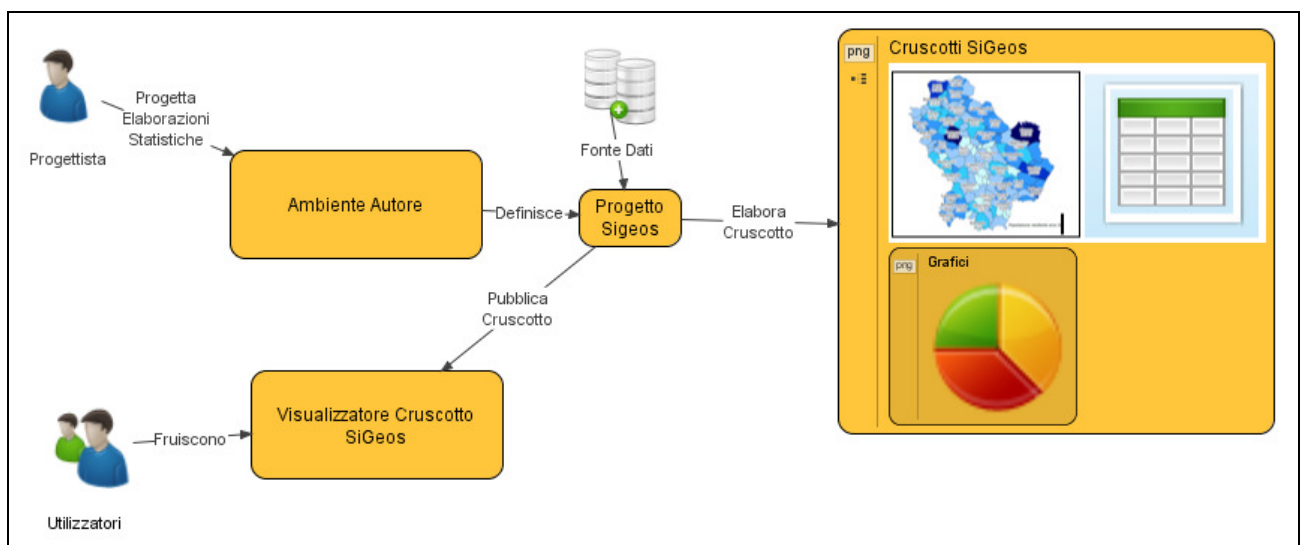 Progettista
Progetta
Elaborazioni
Statistiche
Ambiente Autore
Definisce
Fonte Dati
Progetto
Sigeos
Elabora
Cruscotto
png
Cruscotti SiGeos
png
Grafici
Pubblica
Cruscotto
Visualizzatore Cruscotto
SiGeos
Fruiscono
Utilizzatori